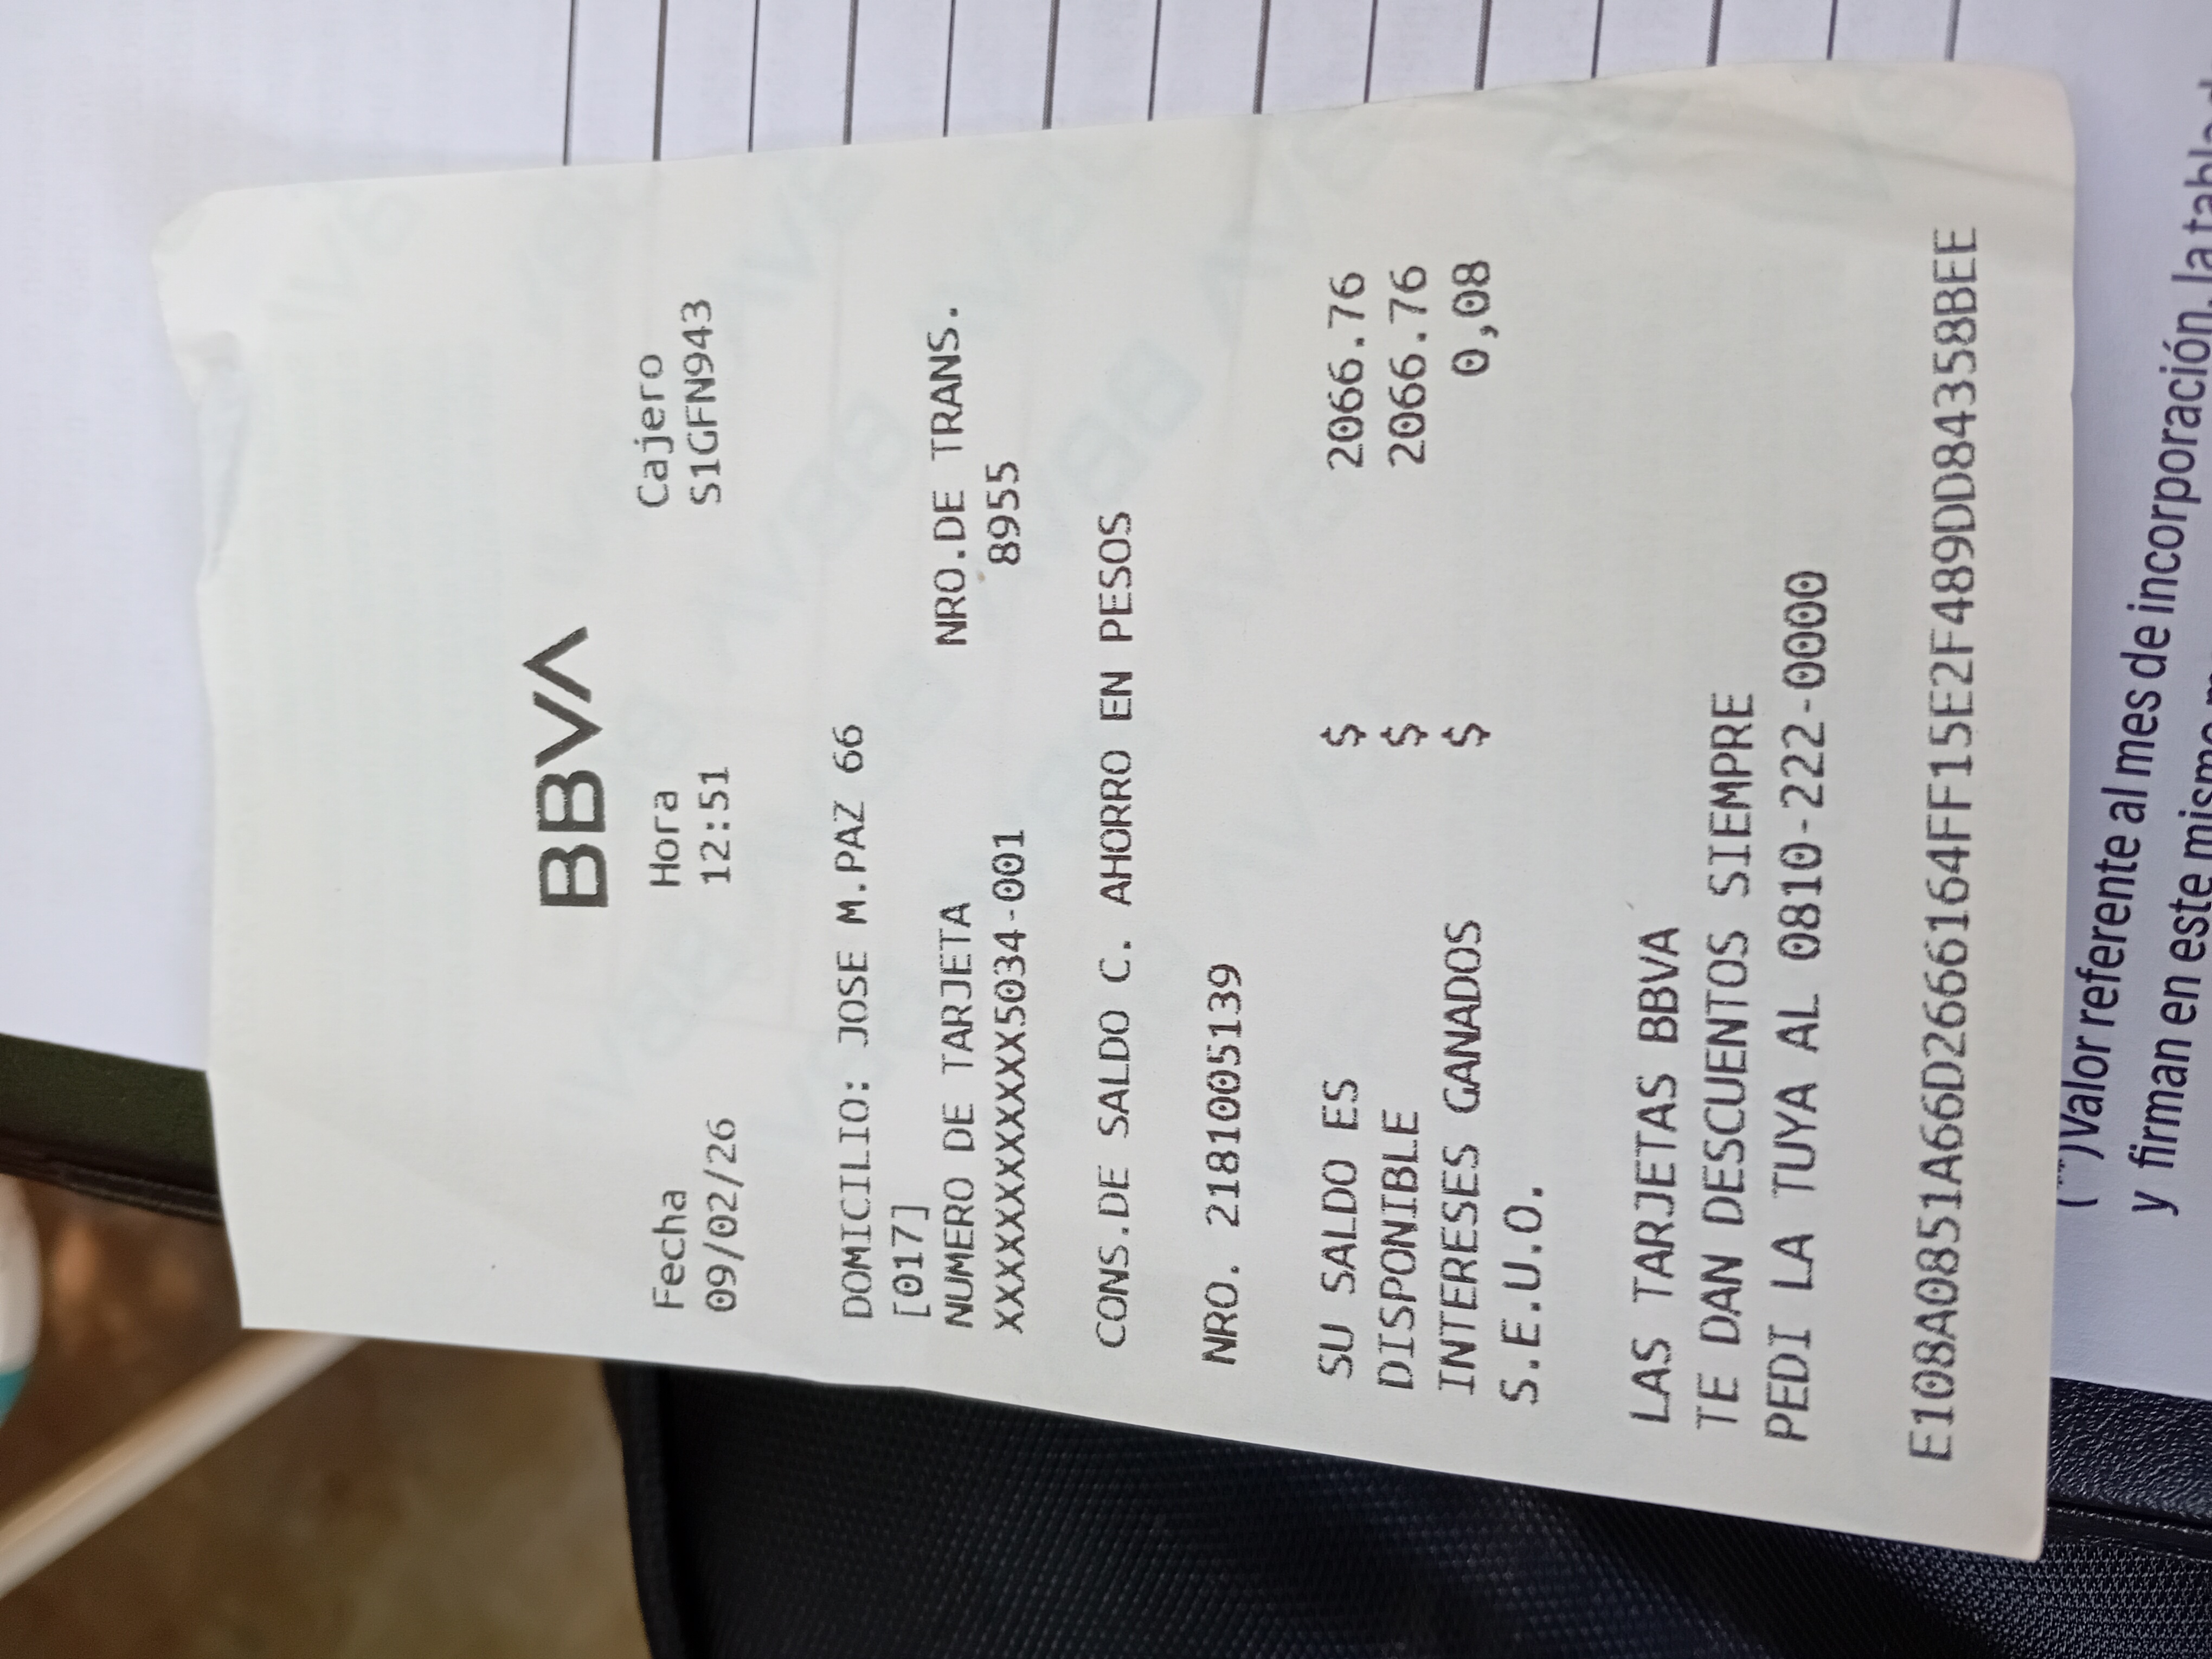 BBVA
Fecha Hora Cajero
09/02/26 12:51 S1GFN943
DOMICILIO: JOSE M.PAZ 66
[017]
NUMERO DE TARJETA NRO.DE TRANS.
XXXXXXXXXXXX5034-001 8955
CONS.DE SALDO C. AHORRO EN PESOS
NRO. 2181005139
SU SALDO ES $ 2066.76
DISPONIBLE $ 2066.76
INTERESES GANADOS $ 0,08
S.E.U.O.
LAS TARJETAS BBVA
TE DAN DESCUENTOS SIEMPRE
PEDI LA TUYA AL 0810-222-0000
E108A0851A66D2666164FF15E2F489DD84358BEE
(**)Valor referente al mes de incorporación, la tabla
y firman en este mismo